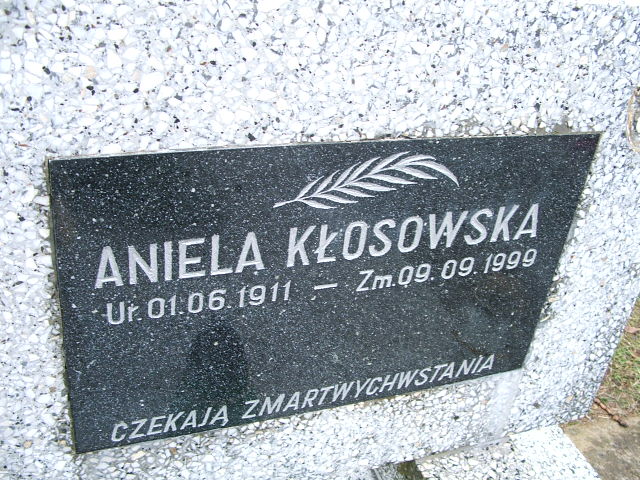 ANIELA KŁOSOWSKA
Ur. 01.06.1911 – Zm. 09.09.1999
CZEKAJĄ ZMARTWYCHWSTANIA